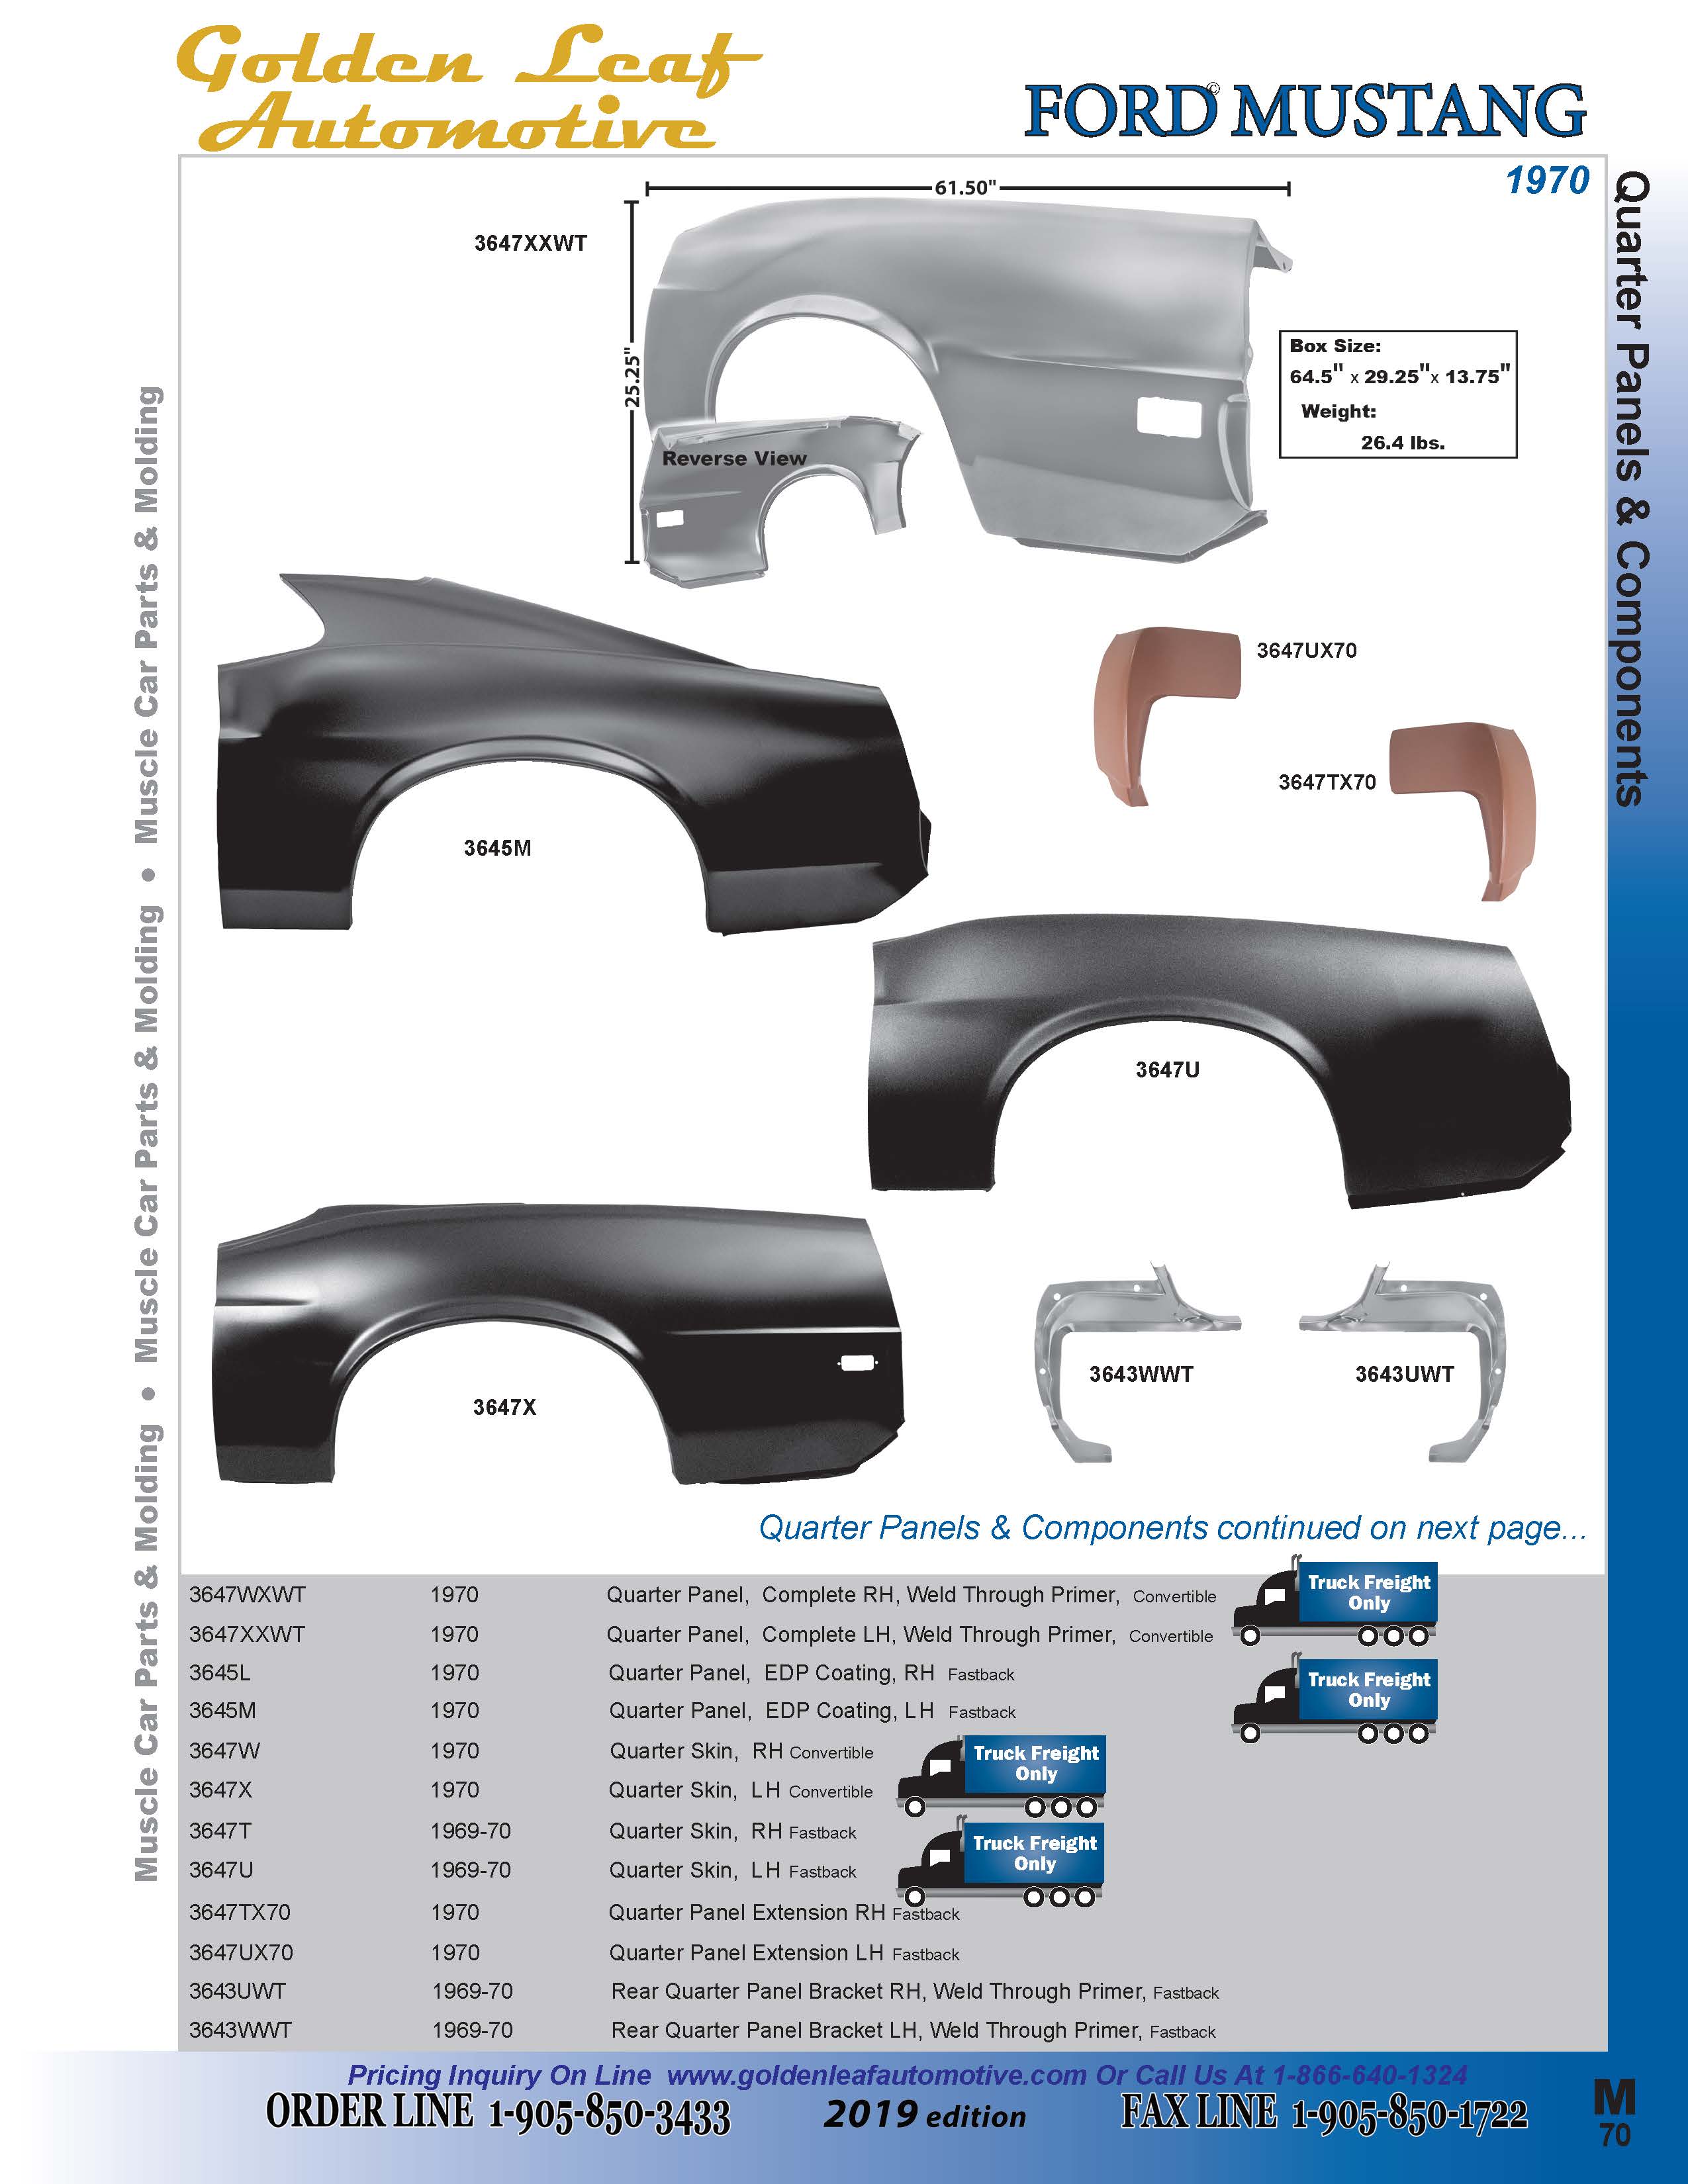 Golden Leaf
Automotive
FORD© MUSTANG
1970
Quarter Panels & Components
Muscle Car Parts & Molding • Muscle Car Parts & Molding • Muscle Car Parts & Molding
61.50"
3647XXWT
25.25"
Box Size:
64.5" x 29.25"x 13.75"
Weight:
26.4 lbs.
Reverse View
3647UX70
3647TX70
3645M
3647U
3643WWT
3643UWT
3647X
Quarter Panels & Components continued on next page...
3647WXWT 1970 Quarter Panel, Complete RH, Weld Through Primer, Convertible
Truck Freight
Only
3647XXWT 1970 Quarter Panel, Complete LH, Weld Through Primer, Convertible
3645L 1970 Quarter Panel, EDP Coating, RH Fastback
Truck Freight
Only
3645M 1970 Quarter Panel, EDP Coating, LH Fastback
3647W 1970 Quarter Skin, RH Convertible
Truck Freight
Only
3647X 1970 Quarter Skin, LH Convertible
3647T 1969-70 Quarter Skin, RH Fastback
Truck Freight
Only
3647U 1969-70 Quarter Skin, LH Fastback
3647TX70 1970 Quarter Panel Extension RH Fastback
3647UX70 1970 Quarter Panel Extension LH Fastback
3643UWT 1969-70 Rear Quarter Panel Bracket RH, Weld Through Primer, Fastback
3643WWT 1969-70 Rear Quarter Panel Bracket LH, Weld Through Primer, Fastback
Pricing Inquiry On Line www.goldenleafautomotive.com Or Call Us At 1-866-640-1324
ORDER LINE 1-905-850-3433 2019 edition FAX LINE 1-905-850-1722
M
70